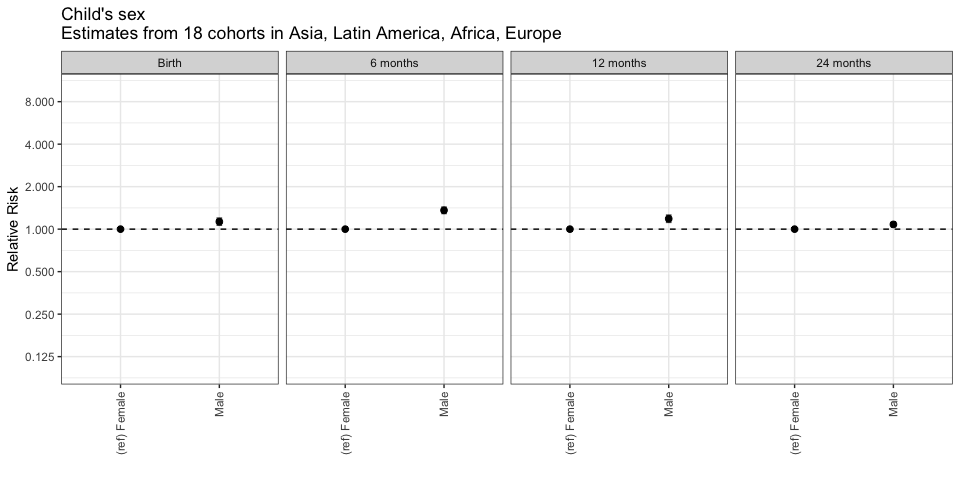 Child's sex
Estimates from 18 cohorts in Asia, Latin America, Africa, Europe
Birth
6 months
12 months
24 months
Relative Risk
8.000
4.000
2.000
1.000
0.500
0.250
0.125
(ref) Female
Male
(ref) Female
Male
(ref) Female
Male
(ref) Female
Male